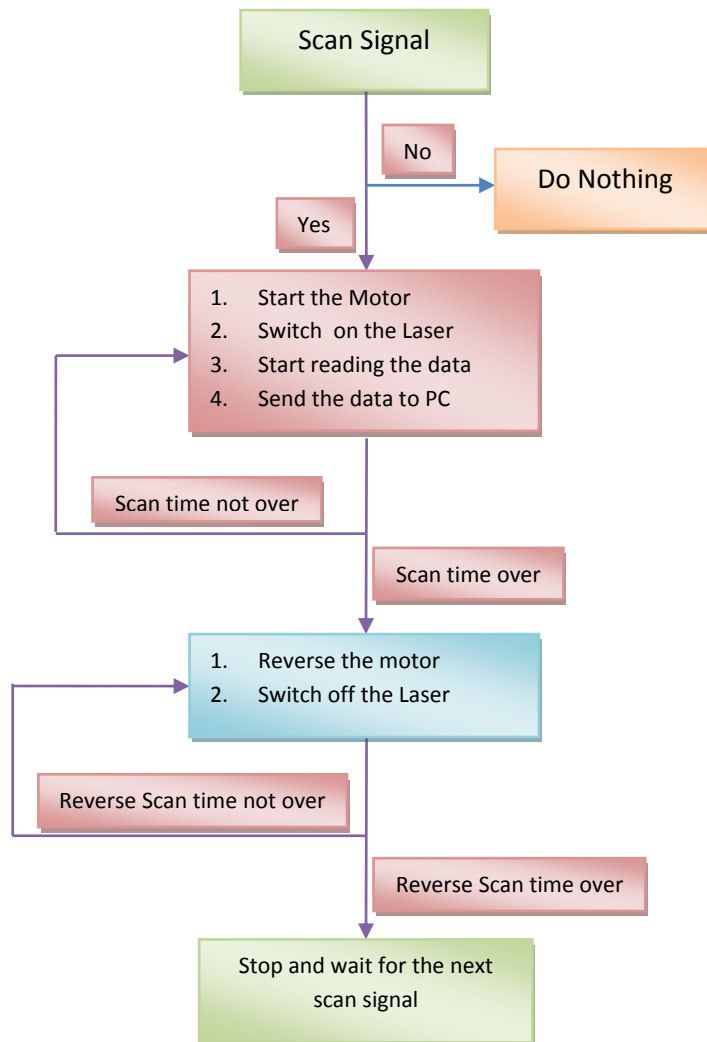 Scan Signal
No
Do Nothing
Yes
1. Start the Motor
2. Switch on the Laser
3. Start reading the data
4. Send the data to PC
Scan time not over
Scan time over
1. Reverse the motor
2. Switch off the Laser
Reverse Scan time not over
Reverse Scan time over
Stop and wait for the next
scan signal